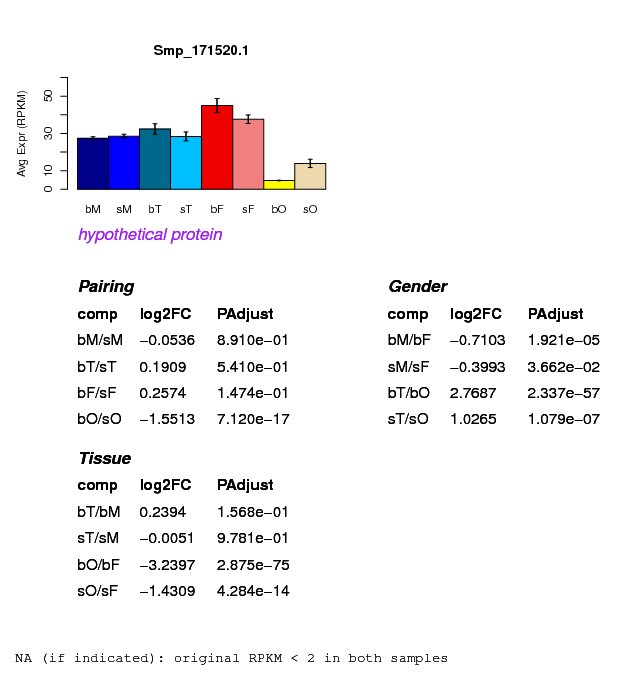 Smp_171520.1
Avg Expr (RPKM)
50
30
10
0
bM sM bT sT bF sF bO sO
hypothetical protein
Pairing
comp log2FC PAdjust
bM/sM −0.0536 8.910e−01
bT/sT 0.1909 5.410e−01
bF/sF 0.2574 1.474e−01
bO/sO −1.5513 7.120e−17
Gender
comp log2FC PAdjust
bM/bF −0.7103 1.921e−05
sM/sF −0.3993 3.662e−02
bT/bO 2.7687 2.337e−57
sT/sO 1.0265 1.079e−07
Tissue
comp log2FC PAdjust
bT/bM 0.2394 1.568e−01
sT/sM −0.0051 9.781e−01
bO/bF −3.2397 2.875e−75
sO/sF −1.4309 4.284e−14
NA (if indicated): original RPKM < 2 in both samples